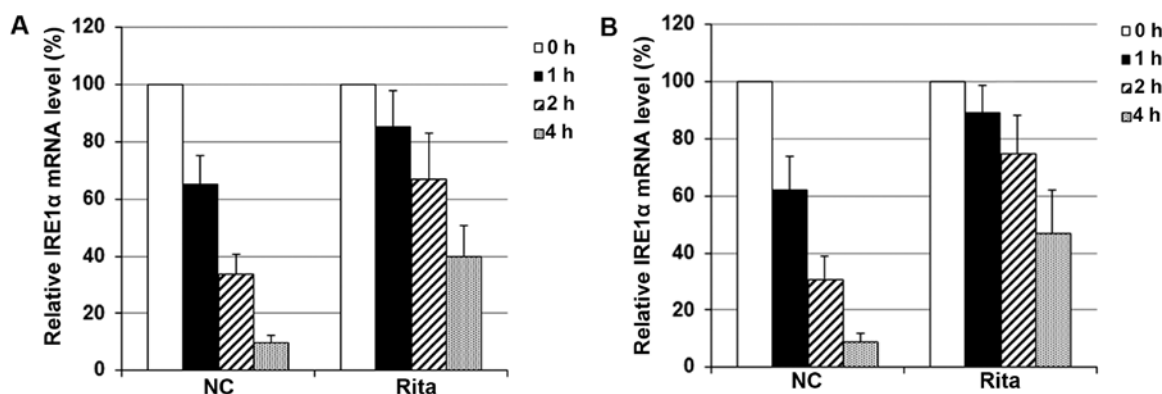 A
Relative IRE1α mRNA level (%)
120
100
80
60
40
20
0
NC
Rita
0 h
1 h
2 h
4 h
B
Relative IRE1α mRNA level (%)
120
100
80
60
40
20
0
NC
Rita
0 h
1 h
2 h
4 h